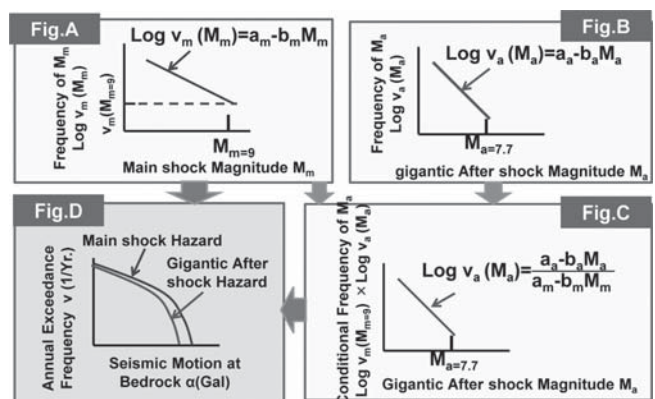 Fig.A
Log vm (Mm)=am-bmMm
Frequency of Mm
Log vm (Mm)
vm(Mm=9)
Mm=9
Main shock Magnitude Mm
Fig.B
Log va (Ma)=aa-baMa
Frequency of Ma
Log va (Ma)
Ma=7.7
gigantic After shock Magnitude Ma
Fig.D
Main shock Hazard
Gigantic After
shock Hazard
Annual Exceedance
Frequency v (1/Yr.)
Seismic Motion at
Bedrock α(Gal)
Fig.C
Log va (Ma)=
aa-baMa
am-bmMm
Conditional Frequency of Ma
Log vm(Mm=9) × Log va (Ma)
Ma=7.7
Gigantic After shock Magnitude Ma